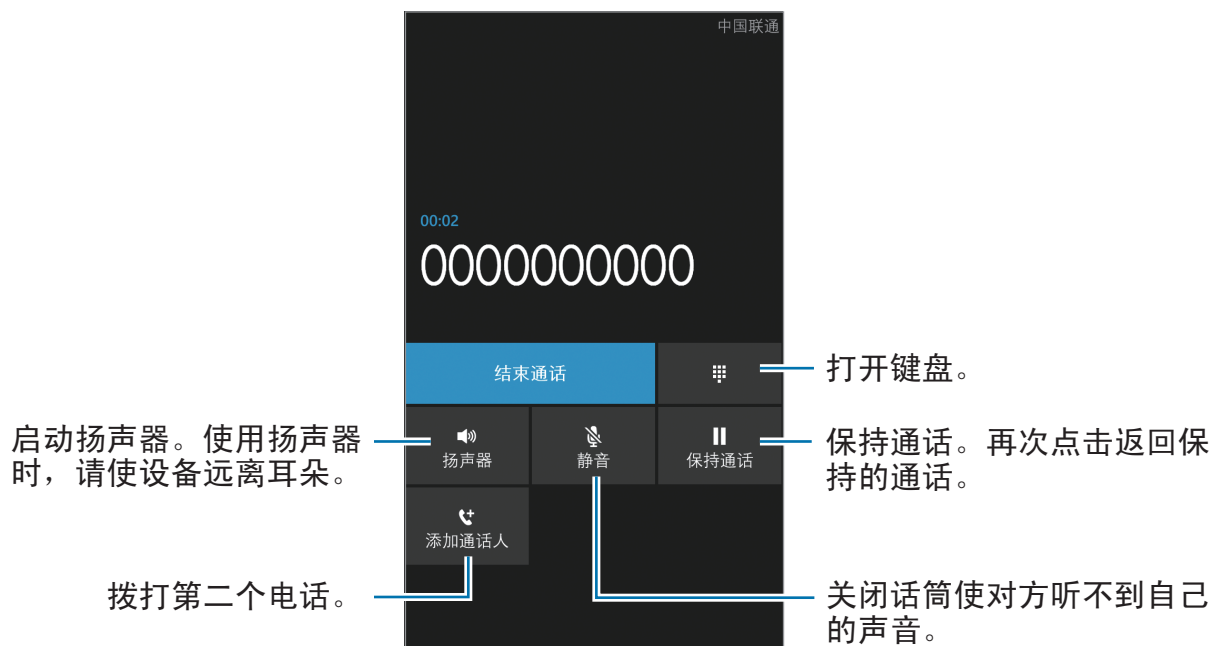 中国联通
00:02
0000000000
结束通话
打开键盘。
启动扬声器。使用扬声器
时，请使设备远离耳朵。
扬声器
静音
保持通话
保持通话。再次点击返回保
持的通话。
添加通话人
拨打第二个电话。
关闭话筒使对方听不到自己
的声音。